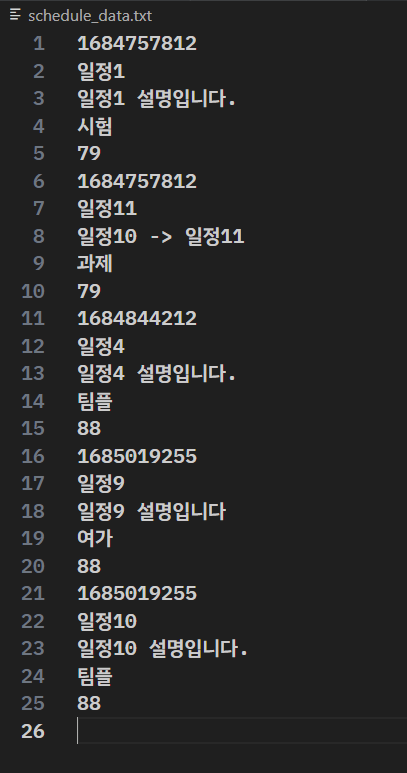 schedule_data.txt
1 1684757812
2 일정1
3 일정1 설명입니다.
4 시험
5 79
6 1684757812
7 일정11
8 일정10 -> 일정11
9 과제
10 79
11 1684844212
12 일정4
13 일정4 설명입니다.
14 팀플
15 88
16 1685019255
17 일정9
18 일정9 설명입니다
19 여가
20 88
21 1685019255
22 일정10
23 일정10 설명입니다.
24 팀플
25 88
26